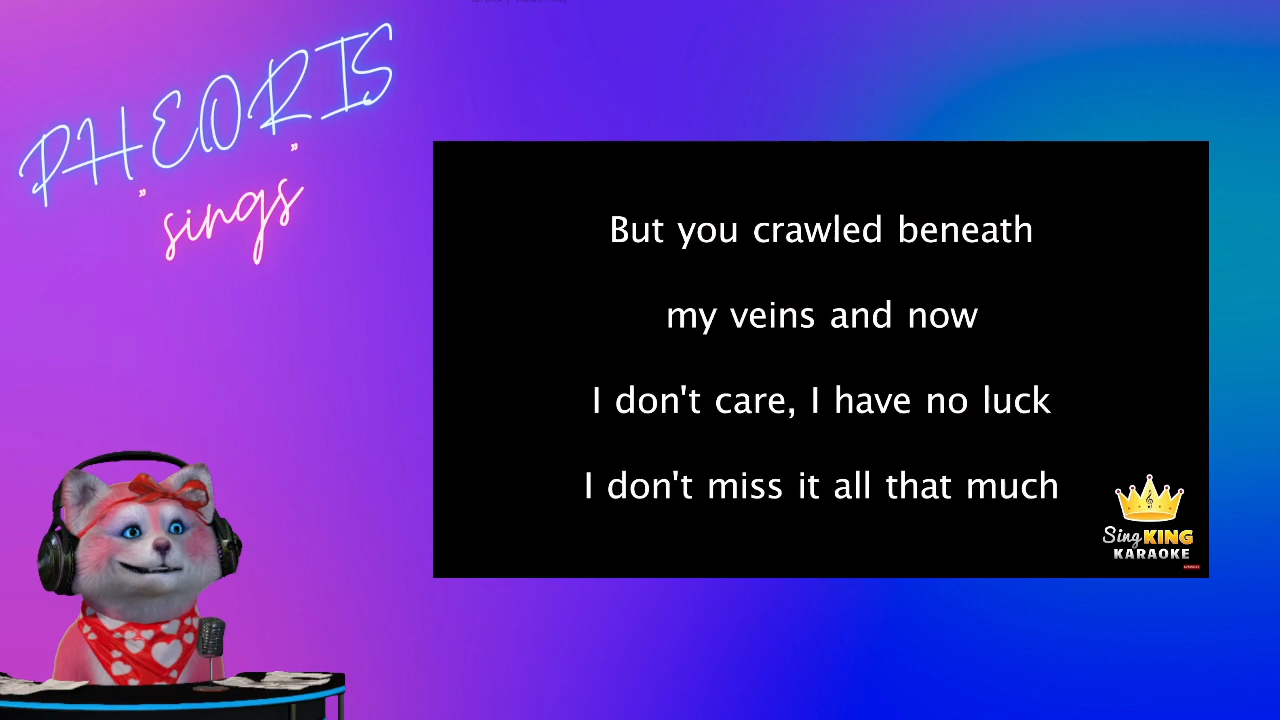 PHEORIS
"sings"
But you crawled beneath
my veins and now
I don't care, I have no luck
I don't miss it all that much
Sing KING
KARAOKE